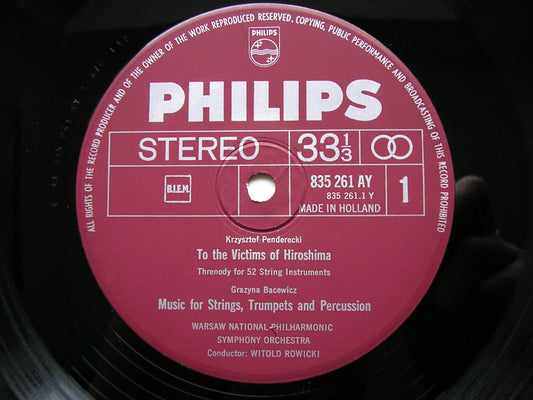 ALL RIGHTS OF THE RECORD PRODUCER AND OF THE OWNER OF THE WORK REPRODUCED RESERVED. COPYING, PUBLIC PERFORMANCE AND BROADCASTING OF THIS RECORD PROHIBITED
PHILIPS
PHILIPS
STEREO 33 1/3
B.I.E.M. 835 261 AY 1
835 261.1 Y
MADE IN HOLLAND
Krzysztof Penderecki
To the Victims of Hiroshima
Threnody for 52 String Instruments
Grazyna Bacewicz
Music for Strings, Trumpets and Percussion
WARSAW NATIONAL PHILHARMONIC
SYMPHONY ORCHESTRA
Conductor: WITOLD ROWICKI